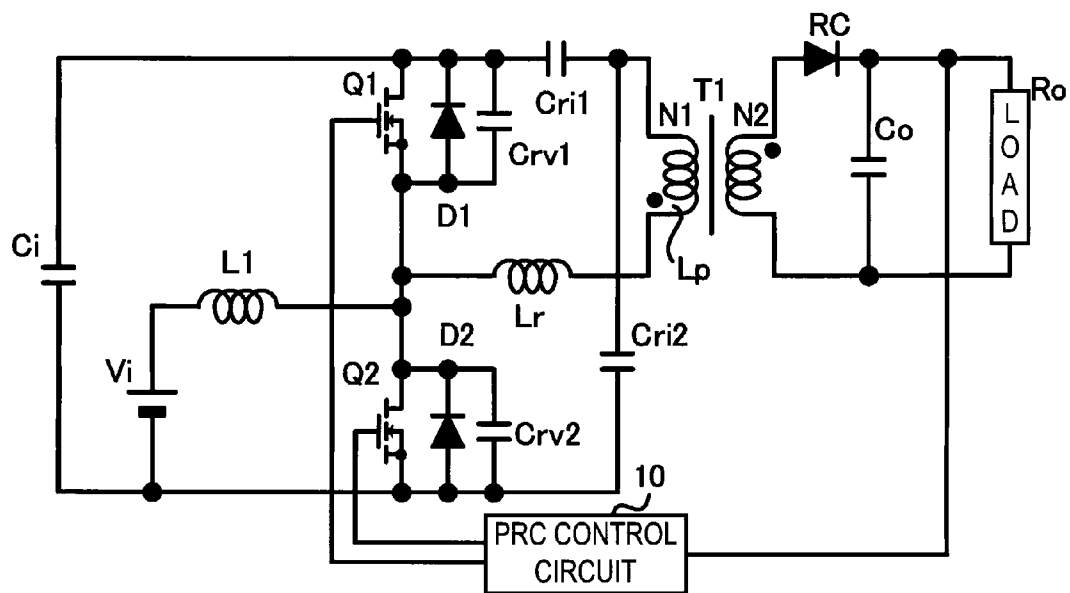 RC
Q1
Cri1
T1
N1
N2
Ro
Crv1
Co
LOAD
D1
Ci
L1
Lp
Lr
D2
Cri2
Vi
Q2
Crv2
10
PRC CONTROL
CIRCUIT